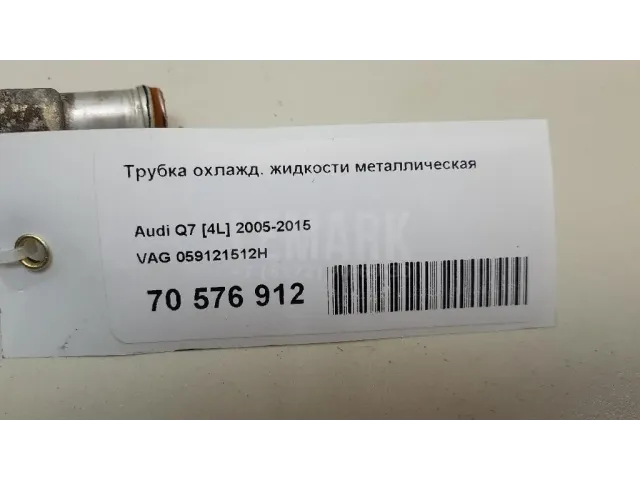 Трубка охлажд. жидкости металлическая
Audi Q7 [4L] 2005-2015
VAG 059121512H
70 576 912